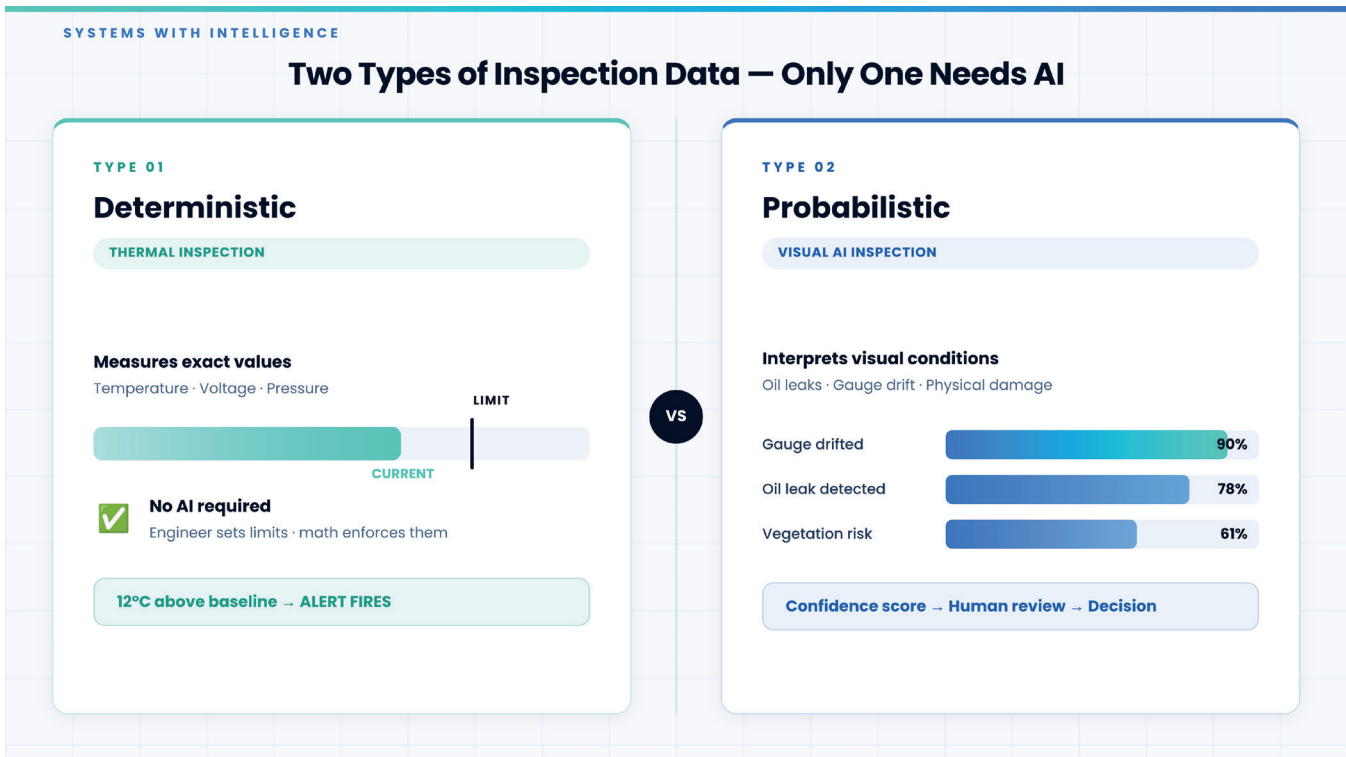 SYSTEMS WITH INTELLIGENCE
Two Types of Inspection Data — Only One Needs AI
TYPE 01
Deterministic
THERMAL INSPECTION
Measures exact values
Temperature · Voltage · Pressure
LIMIT
CURRENT
No AI required
Engineer sets limits · math enforces them
12°C above baseline → ALERT FIRES
VS
TYPE 02
Probabilistic
VISUAL AI INSPECTION
Interprets visual conditions
Oil leaks · Gauge drift · Physical damage
Gauge drifted 90%
Oil leak detected 78%
Vegetation risk 61%
Confidence score → Human review → Decision